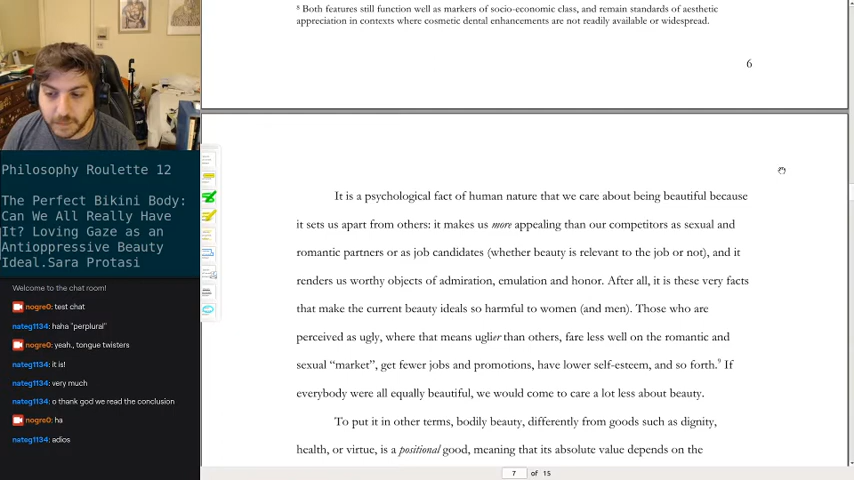 ⁸ Both features still function well as markers of socio-economic class, and remain standards of aesthetic
appreciation in contexts where cosmetic dental enhancements are not readily available or widespread.
6
It is a psychological fact of human nature that we care about being beautiful because
it sets us apart from others: it makes us more appealing than our competitors as sexual and
romantic partners or as job candidates (whether beauty is relevant to the job or not), and it
renders us worthy objects of admiration, emulation and honor. After all, it is these very facts
that make the current beauty ideals so harmful to women (and men). Those who are
perceived as ugly, where that means uglier than others, fare less well on the romantic and
sexual “market”, get fewer jobs and promotions, have lower self-esteem, and so forth.⁹ If
everybody were all equally beautiful, we would come to care a lot less about beauty.
To put it in other terms, bodily beauty, differently from goods such as dignity,
health, or virtue, is a positional good, meaning that its absolute value depends on the
7 of 15
Philosophy Roulette 12
The Perfect Bikini Body:
Can We All Really Have
It? Loving Gaze as an
Antioppressive Beauty
Ideal.Sara Protasi
Welcome to the chat room!
nogre0: test chat
nateg1134: haha "perplural"
nogre0: yeah., tongue twisters
nateg1134: it is!
nateg1134: very much
nateg1134: o thank god we read the conclusion
nogre0: ha
nateg1134: adios